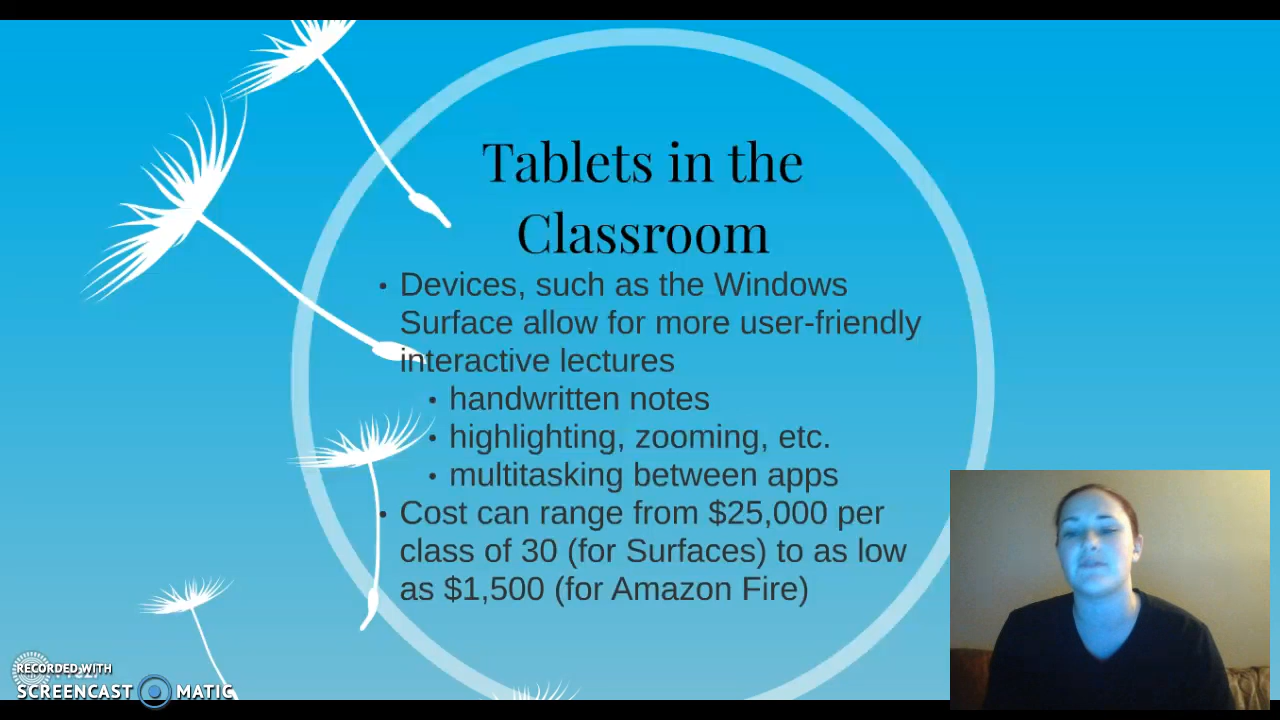 Tablets in the
Classroom
• Devices, such as the Windows
Surface allow for more user-friendly
interactive lectures
• handwritten notes
• highlighting, zooming, etc.
• multitasking between apps
• Cost can range from $25,000 per
class of 30 (for Surfaces) to as low
as $1,500 (for Amazon Fire)
RECORDED WITH
SCREENCAST MATIC